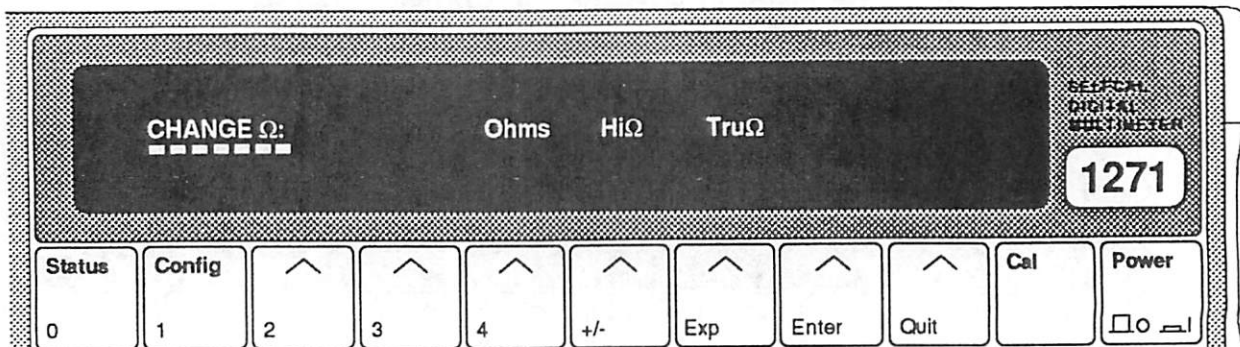 CHANGE Ω: Ohms HiΩ TruΩ
SELFCAL
DIGITAL
MULTIMETER
1271
Status Config Cal Power
0 1 2 3 4 +/- Exp Enter Quit